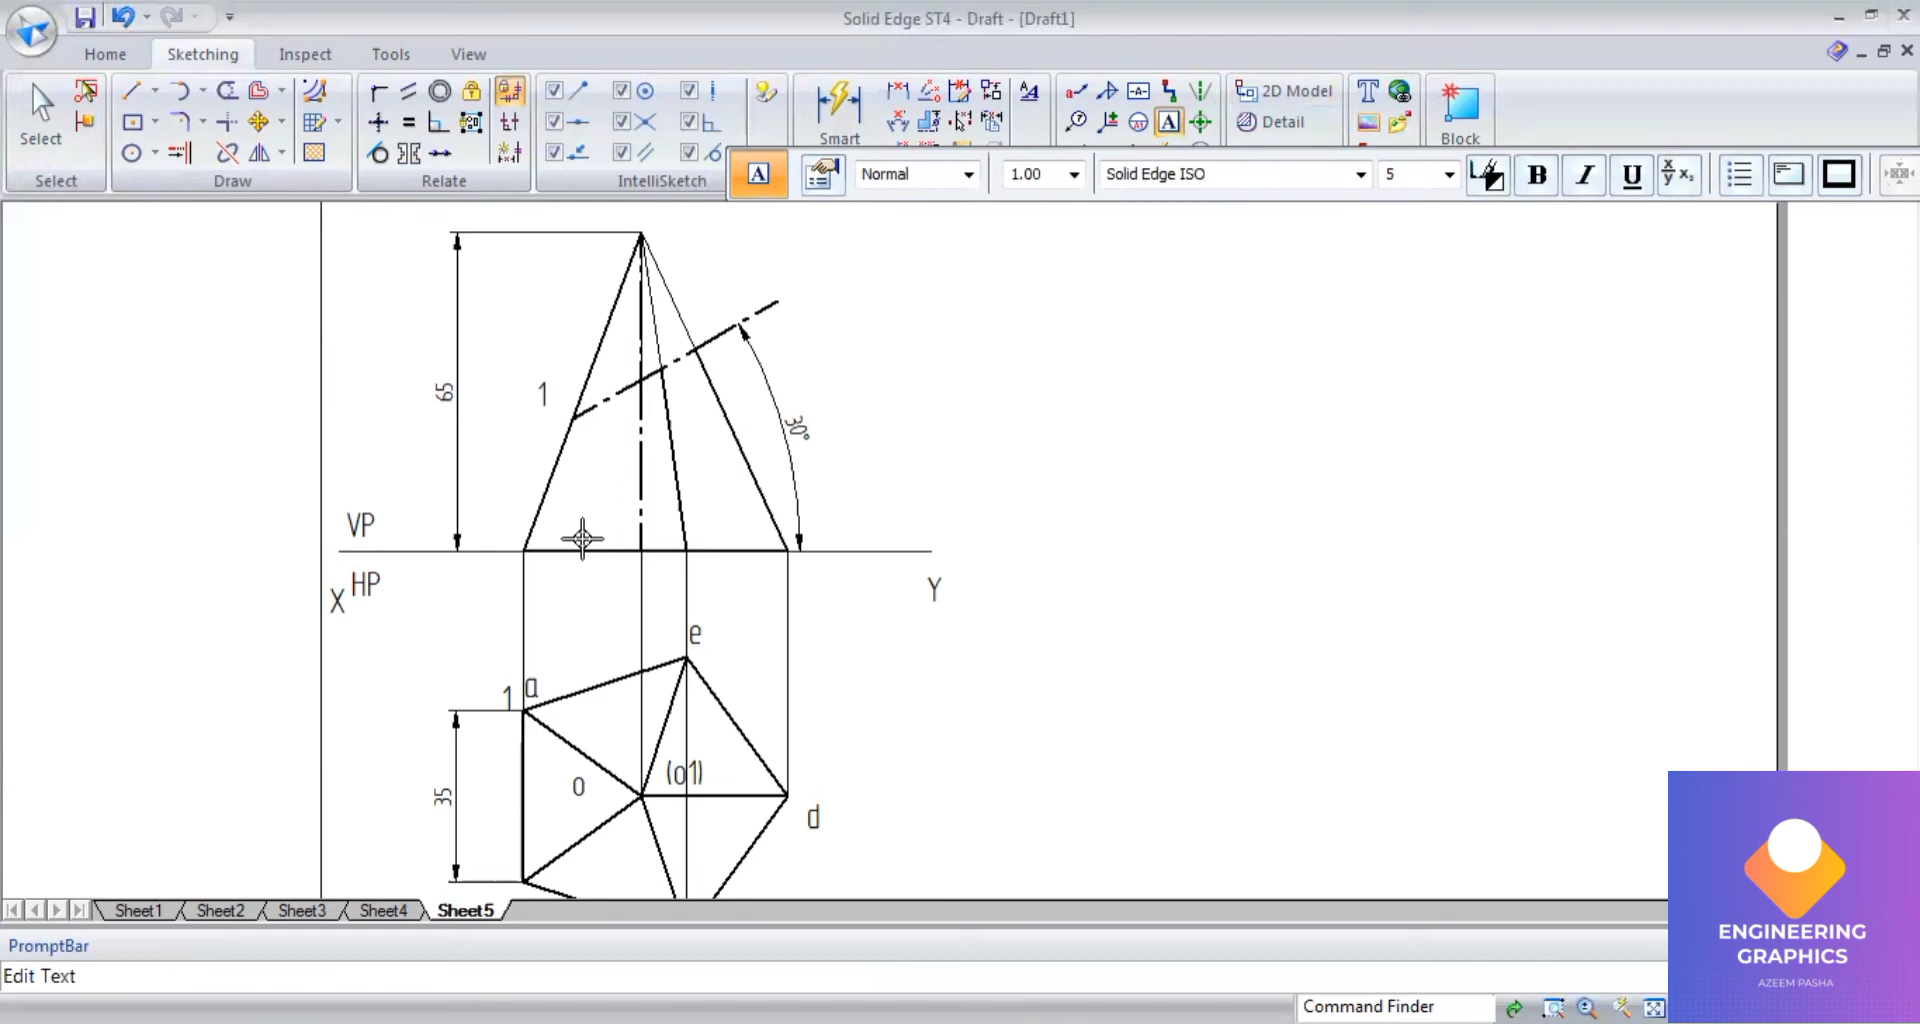 Solid Edge ST4 - Draft - [Draft1]
Home
Sketching
Inspect
Tools
View
Select
Smart
2D Model
Detail
Block
Select
Draw
Relate
IntelliSketch
Normal
1.00
Solid Edge ISO
5
B
I
U
65
1
30°
VP
HP
X
Y
e
1
a
o
(o1)
35
d
Sheet1
Sheet2
Sheet3
Sheet4
Sheet5
PromptBar
Edit Text
Command Finder
ENGINEERING
GRAPHICS
AZEEM PASHA